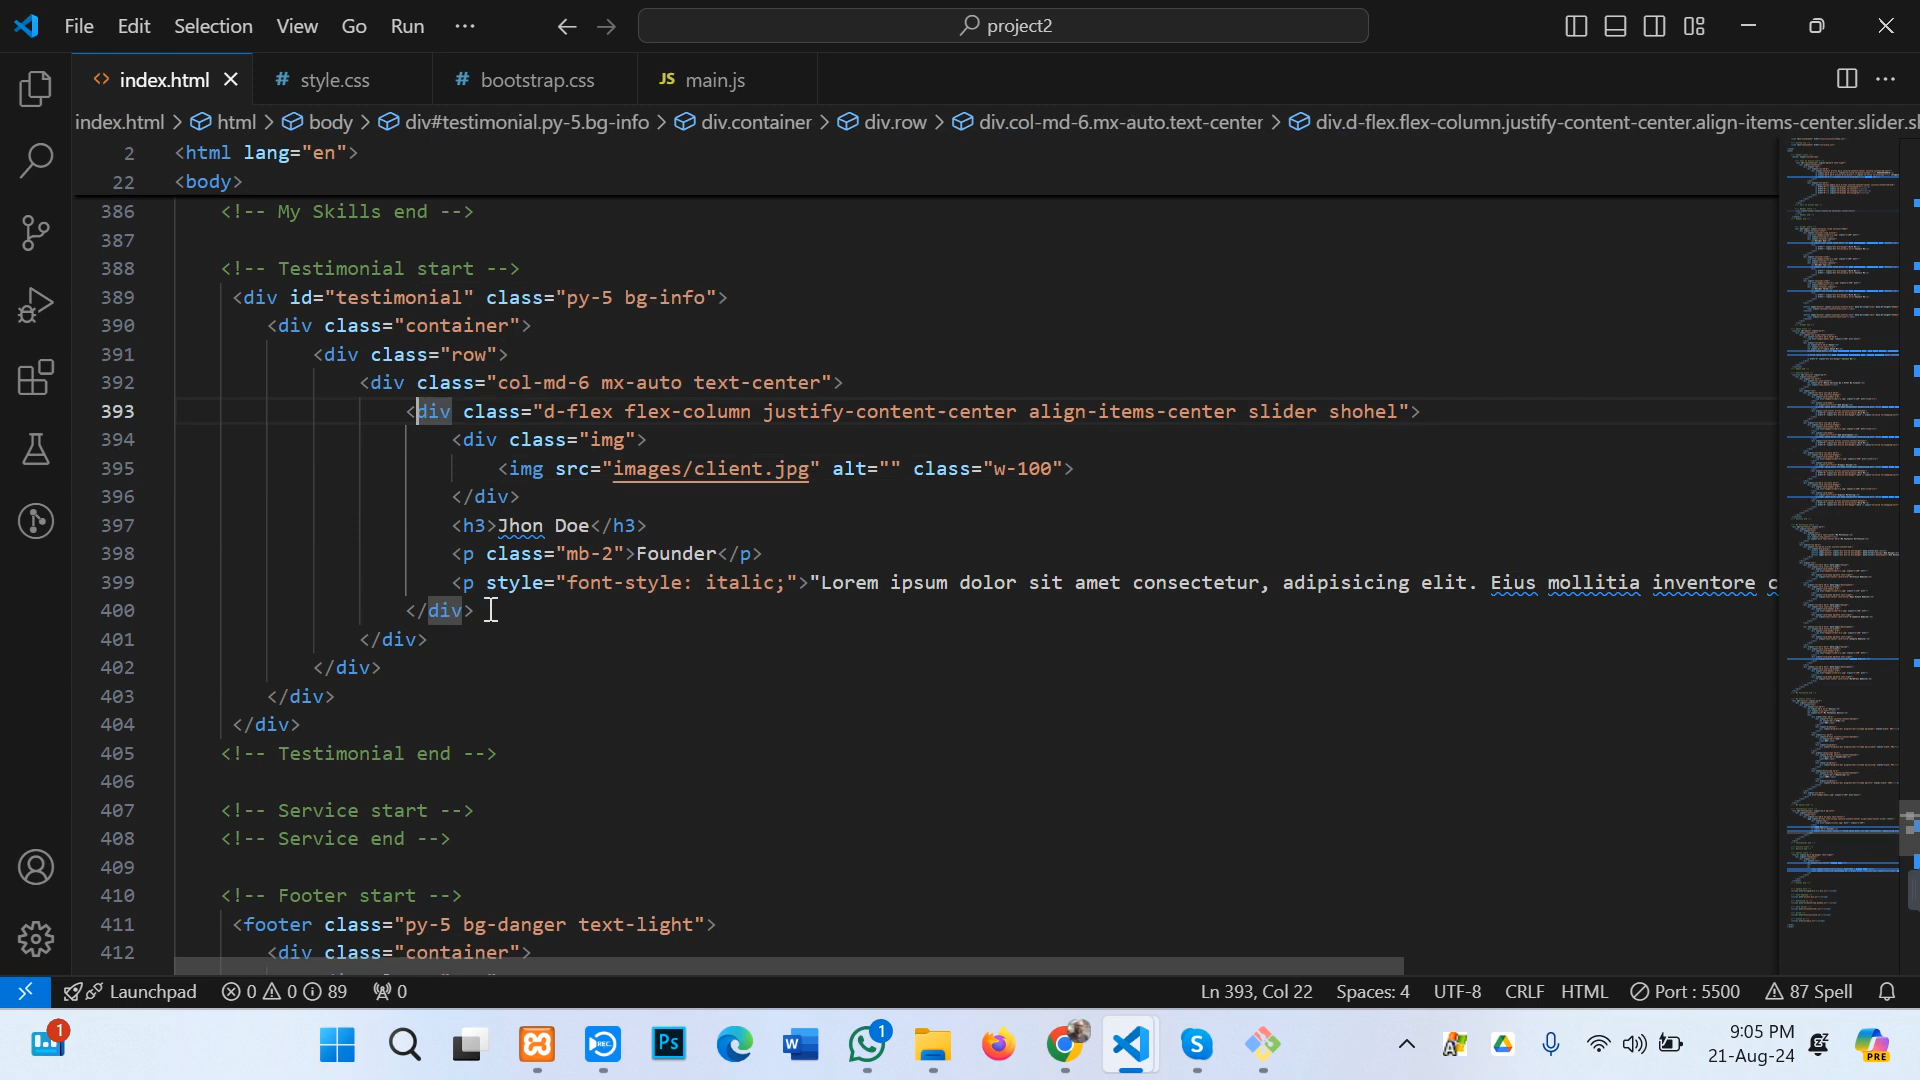 File Edit Selection View Go Run ··· project2
index.html style.css bootstrap.css JS main.js
index.html > html > body > div#testimonial.py-5.bg-info > div.container > div.row > div.col-md-6.mx-auto.text-center > div.d-flex.flex-column.justify-content-center.align-items-center.slider.sh
2 <html lang="en">
22 <body>
386 <!-- My Skills end -->
387
388 <!-- Testimonial start -->
389 <div id="testimonial" class="py-5 bg-info">
390 <div class="container">
391 <div class="row">
392 <div class="col-md-6 mx-auto text-center">
393 <div class="d-flex flex-column justify-content-center align-items-center slider shohel">
394 <div class="img">
395 <img src="images/client.jpg" alt="" class="w-100">
396 </div>
397 <h3>Jhon Doe</h3>
398 <p class="mb-2">Founder</p>
399 <p style="font-style: italic;">"Lorem ipsum dolor sit amet consectetur, adipisicing elit. Eius mollitia inventore c
400 </div>
401 </div>
402 </div>
403 </div>
404 </div>
405 <!-- Testimonial end -->
406
407 <!-- Service start -->
408 <!-- Service end -->
409
410 <!-- Footer start -->
411 <footer class="py-5 bg-danger text-light">
412 <div class="container">
Launchpad 0 0 89 0 Ln 393, Col 22 Spaces: 4 UTF-8 CRLF HTML Port : 5500 87 Spell
1 REC Ps W 1 S 9:05 PM PRE
21-Aug-24